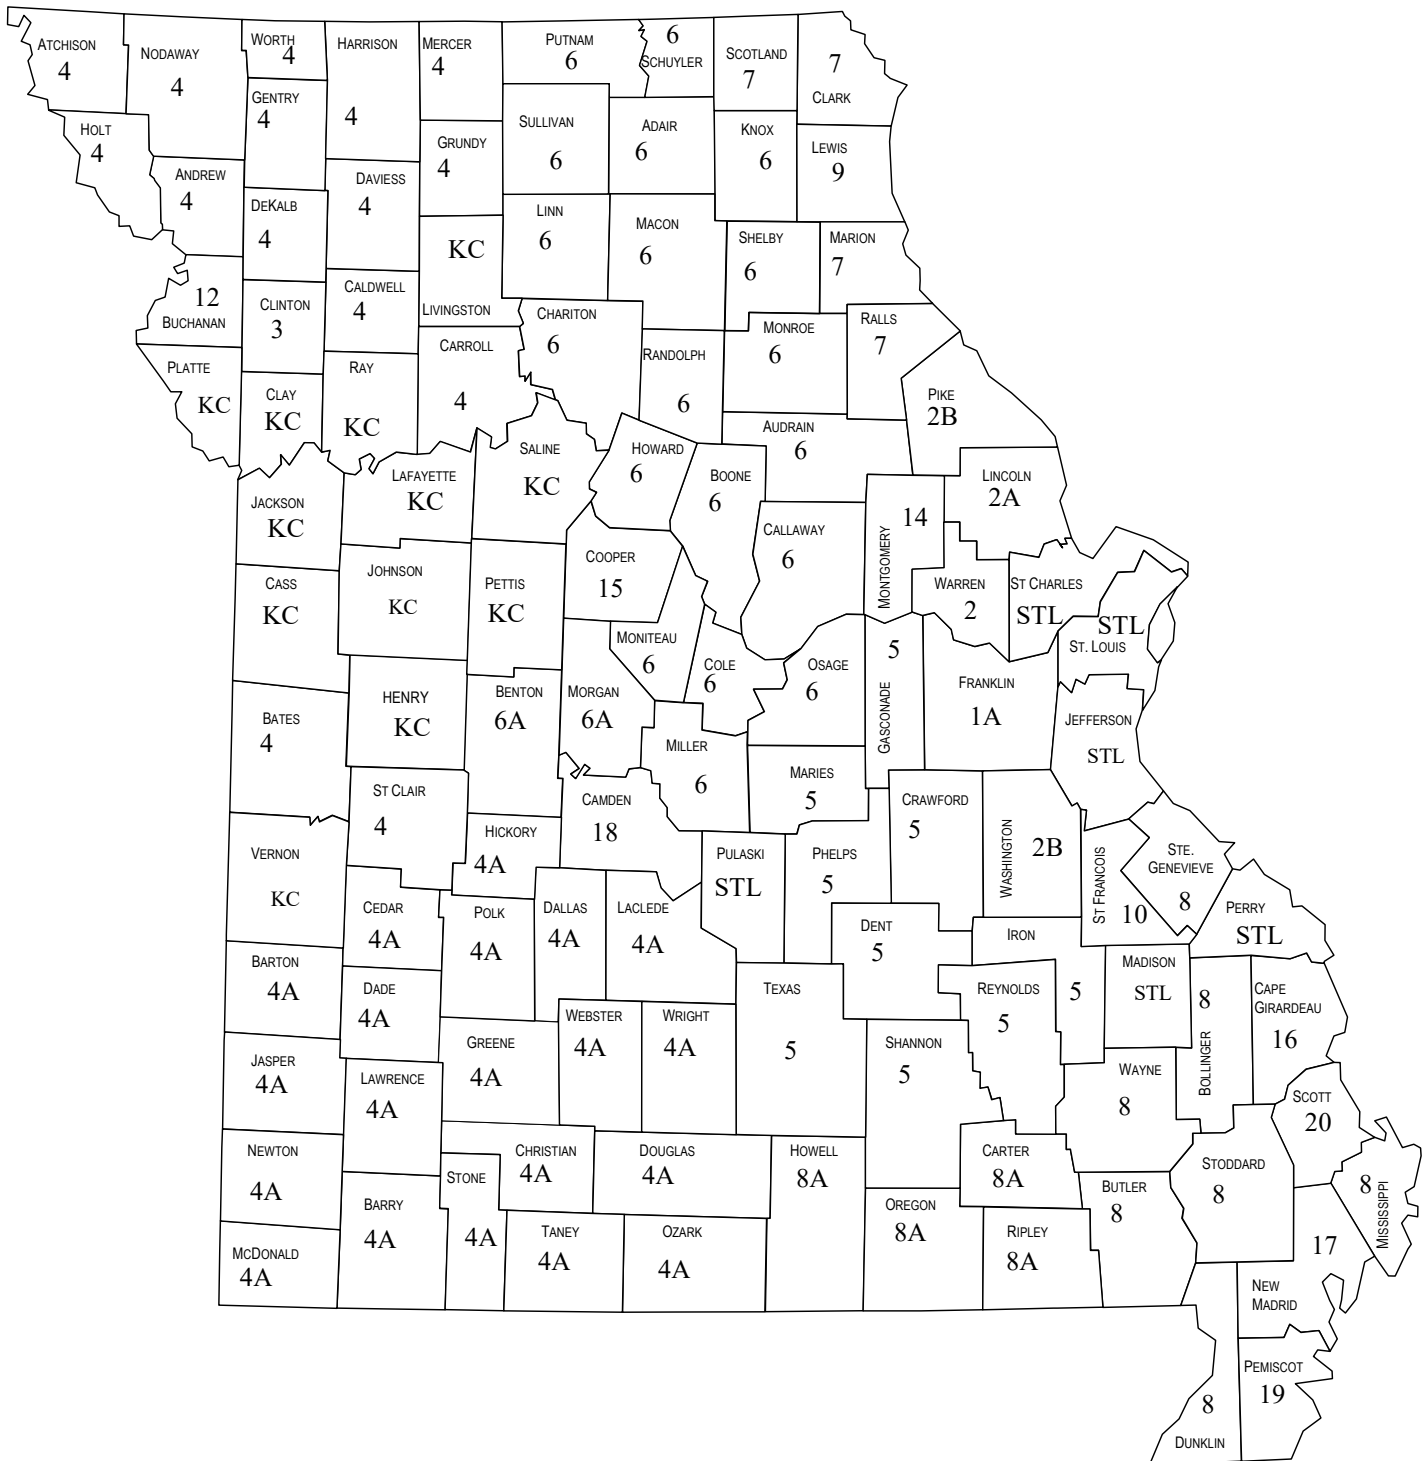 ATCHISON
4
NODAWAY
4
WORTH
4
HARRISON
4
MERCER
4
PUTNAM
6
6
SCHUYLER
SCOTLAND
7
7
CLARK
HOLT
4
GENTRY
4
GRUNDY
4
SULLIVAN
6
ADAIR
6
KNOX
6
LEWIS
9
ANDREW
4
DEKALB
4
DAVIESS
4
LINN
6
MACON
6
SHELBY
6
MARION
7
KC
LIVINGSTON
12
BUCHANAN
CLINTON
3
CALDWELL
4
CHARITON
6
MONROE
6
RALLS
7
PLATTE
KC
CLAY
KC
RAY
KC
CARROLL
4
RANDOLPH
6
PIKE
2B
AUDRAIN
6
SALINE
KC
HOWARD
6
BOONE
6
LINCOLN
2A
JACKSON
KC
LAFAYETTE
KC
CALLAWAY
6
14
MONTGOMERY
COOPER
15
CASS
KC
JOHNSON
KC
PETTIS
KC
WARREN
2
ST CHARLES
STL
STL
ST. LOUIS
MONITEAU
6
COLE
6
OSAGE
6
5
GASCONADE
FRANKLIN
1A
HENRY
KC
BENTON
6A
MORGAN
6A
BATES
4
JEFFERSON
STL
MILLER
6
MARIES
5
ST CLAIR
4
CAMDEN
18
CRAWFORD
5
WASHINGTON
2B
HICKORY
4A
VERNON
KC
PULASKI
STL
PHELPS
5
ST FRANCOIS
10
STE.
GENEVIEVE
8
CEDAR
4A
POLK
4A
DALLAS
4A
LACLEDE
4A
DENT
5
IRON
5
PERRY
STL
BARTON
4A
DADE
4A
TEXAS
5
REYNOLDS
5
MADISON
STL
8
BOLLINGER
CAPE
GIRARDEAU
16
WEBSTER
4A
WRIGHT
4A
GREENE
4A
SHANNON
5
JASPER
4A
LAWRENCE
4A
WAYNE
8
SCOTT
20
NEWTON
4A
CHRISTIAN
4A
DOUGLAS
4A
HOWELL
8A
CARTER
8A
STODDARD
8
8
MISSISSIPPI
STONE
4A
BARRY
4A
BUTLER
8
OREGON
8A
RIPLEY
8A
TANEY
4A
OZARK
4A
MCDONALD
4A
17
NEW
MADRID
PEMISCOT
19
8
DUNKLIN